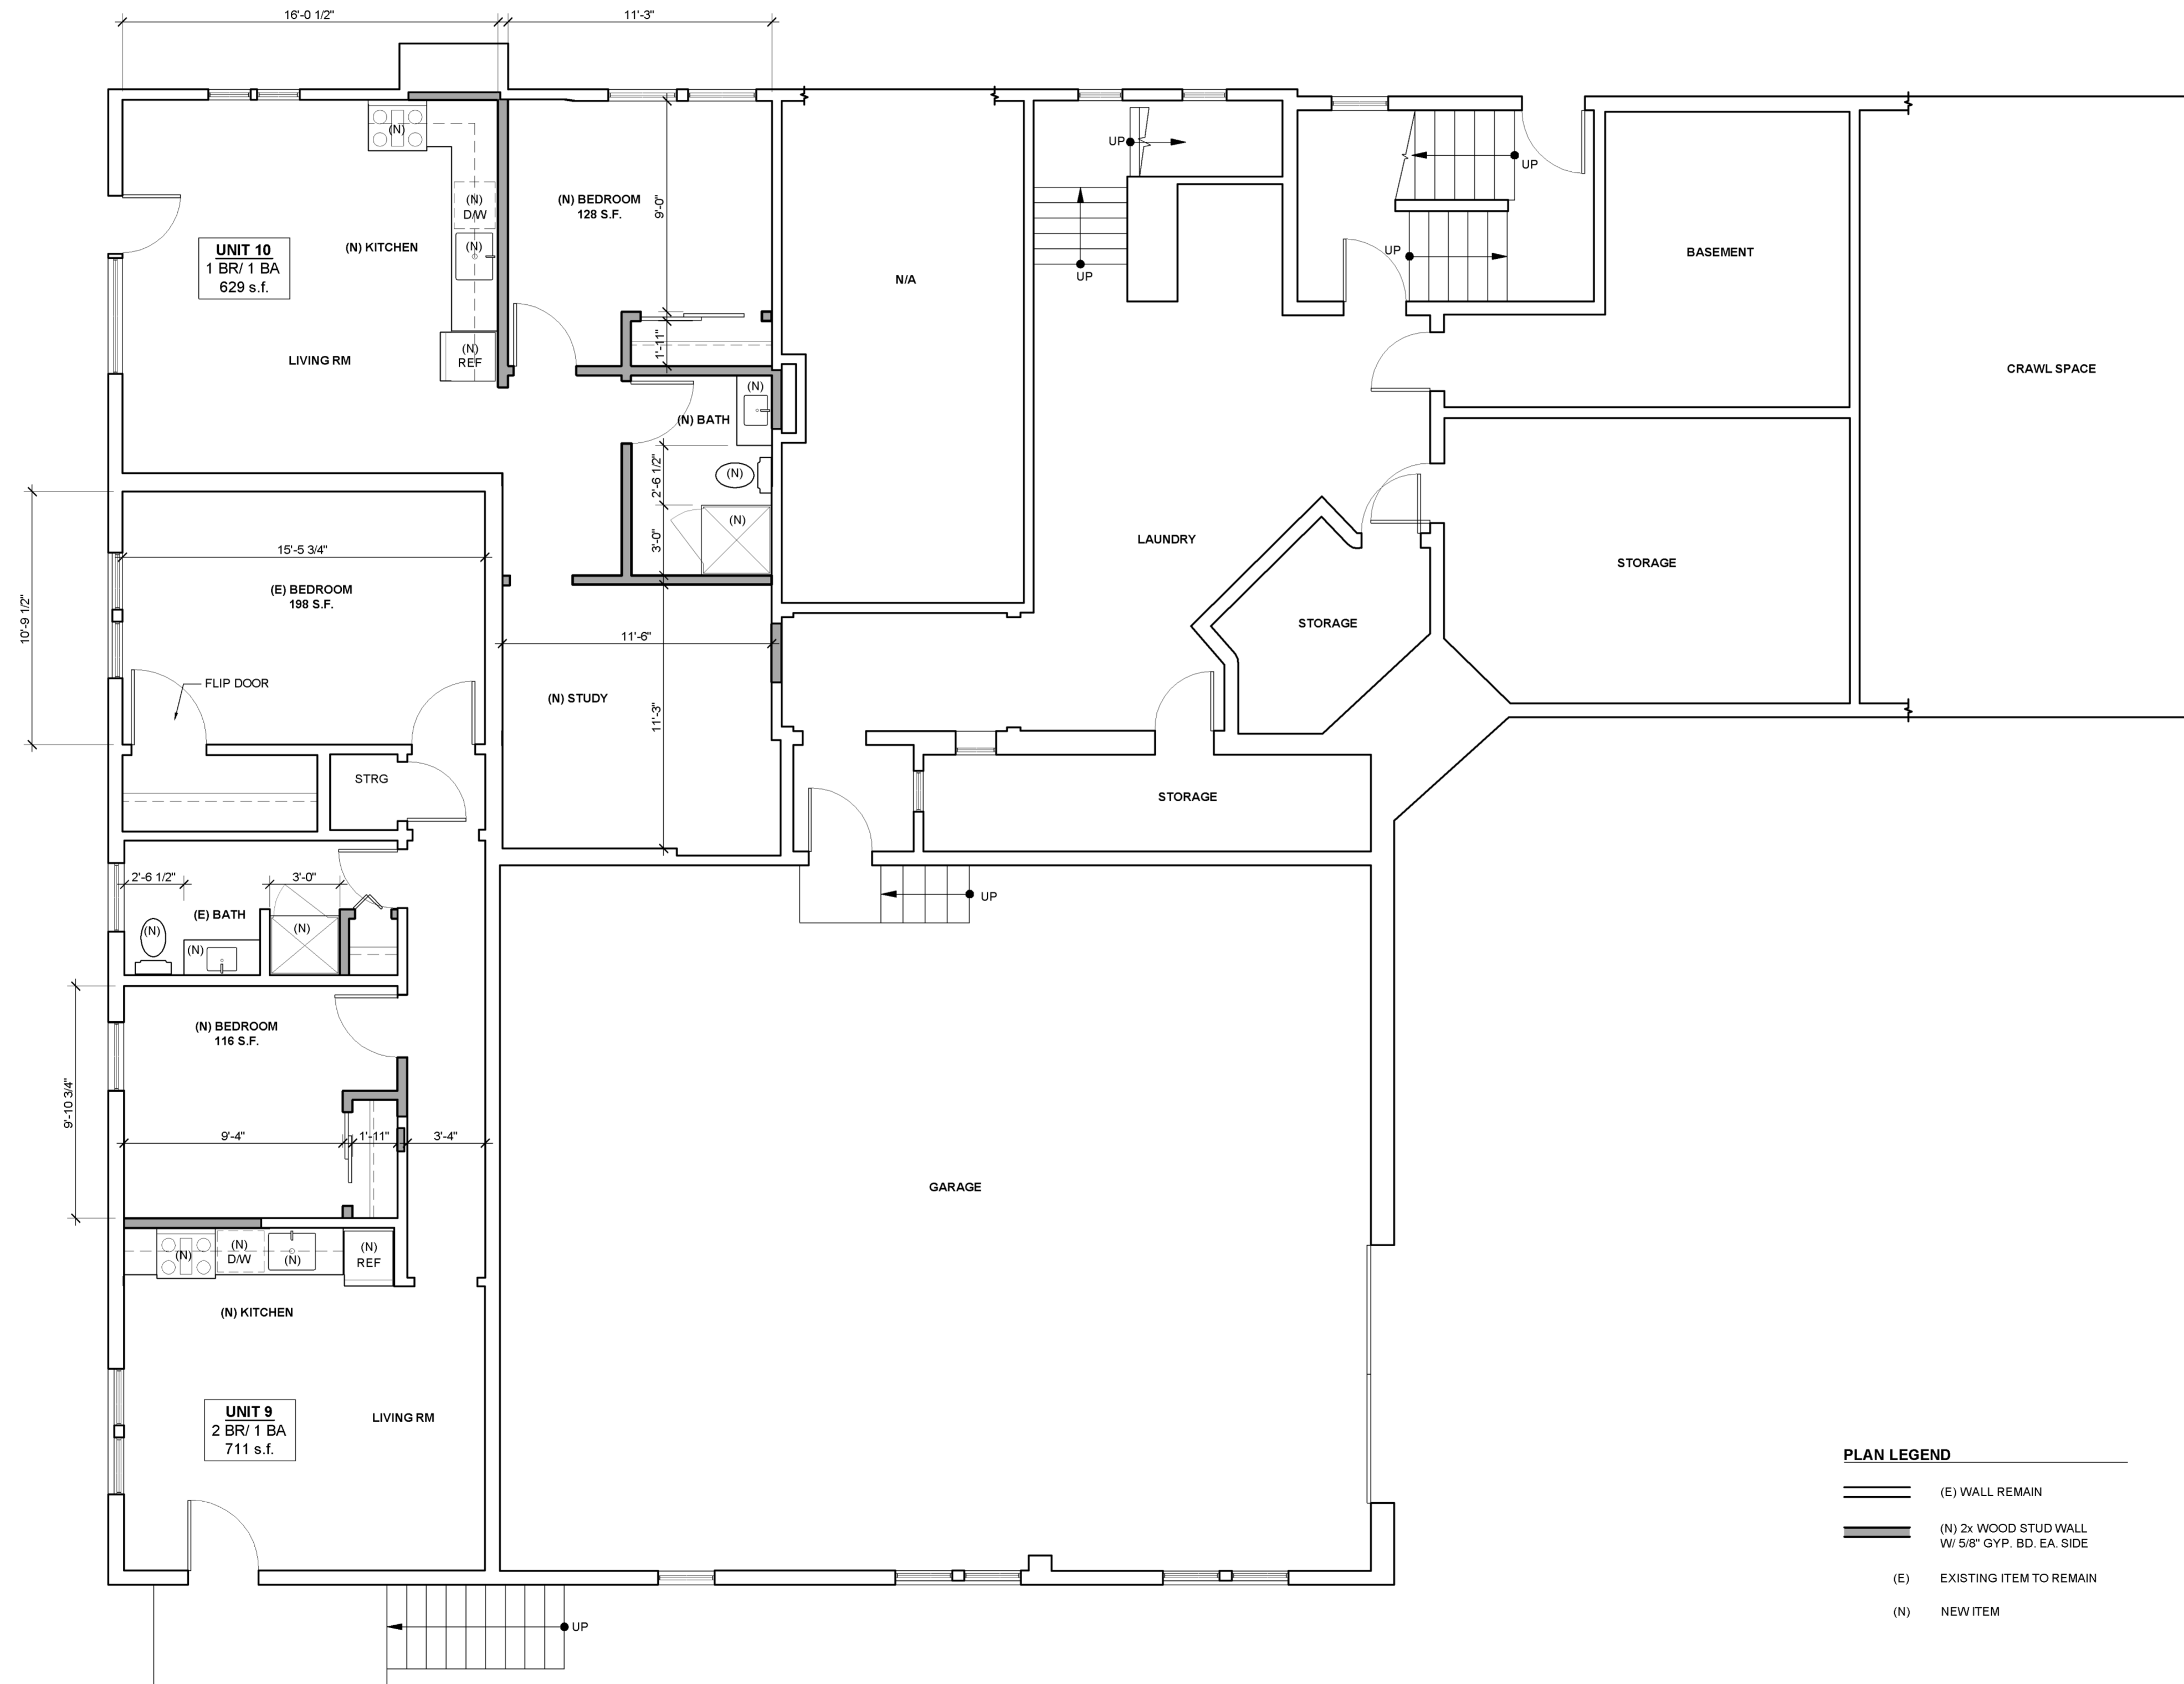 16'-0 1/2"
11'-3"
(N)
(N)
D/W
(N)
(N)
REF
UNIT 10
1 BR/ 1 BA
629 s.f.
(N) KITCHEN
LIVING RM
(N) BEDROOM
128 S.F.
9'-0"
1'-11"
(N)
(N) BATH
2'-6 1/2"
(N)
(N)
3'-0"
N/A
UP
UP
UP
UP
BASEMENT
CRAWL SPACE
LAUNDRY
STORAGE
STORAGE
STORAGE
10'-9 1/2"
15'-5 3/4"
(E) BEDROOM
198 S.F.
FLIP DOOR
STRG
11'-6"
(N) STUDY
11'-3"
2'-6 1/2"
3'-0"
(E) BATH
(N)
(N)
(N)
UP
(N) BEDROOM
116 S.F.
9'-10 3/4"
9'-4"
1'-11"
3'-4"
GARAGE
(N)
(N)
D/W
(N)
(N)
REF
(N) KITCHEN
UNIT 9
2 BR/ 1 BA
711 s.f.
LIVING RM
UP
PLAN LEGEND
(E) WALL REMAIN
(N) 2x WOOD STUD WALL
W/ 5/8" GYP. BD. EA. SIDE
(E) EXISTING ITEM TO REMAIN
(N) NEW ITEM